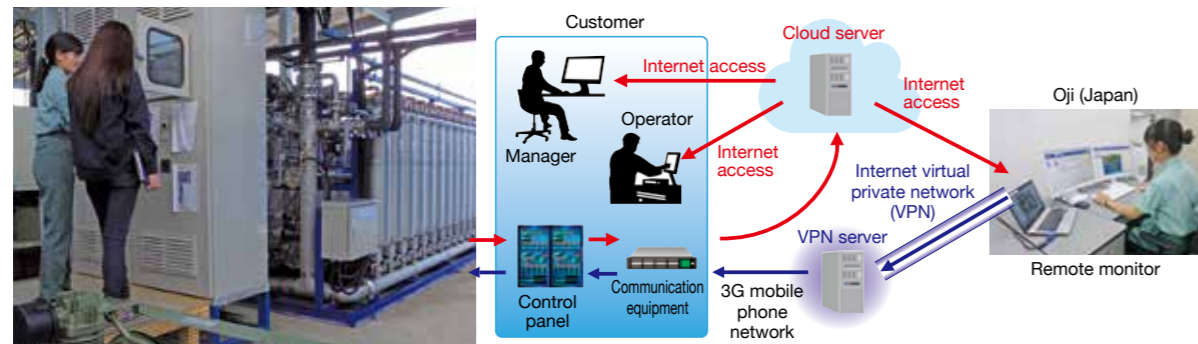 Customer
Cloud server
Internet access
Internet
access
Oji (Japan)
Operator
Manager
Internet
access
Internet virtual
private network
(VPN)
VPN server
Remote monitor
Control
panel
Communication
equipment
3G mobile
phone
network